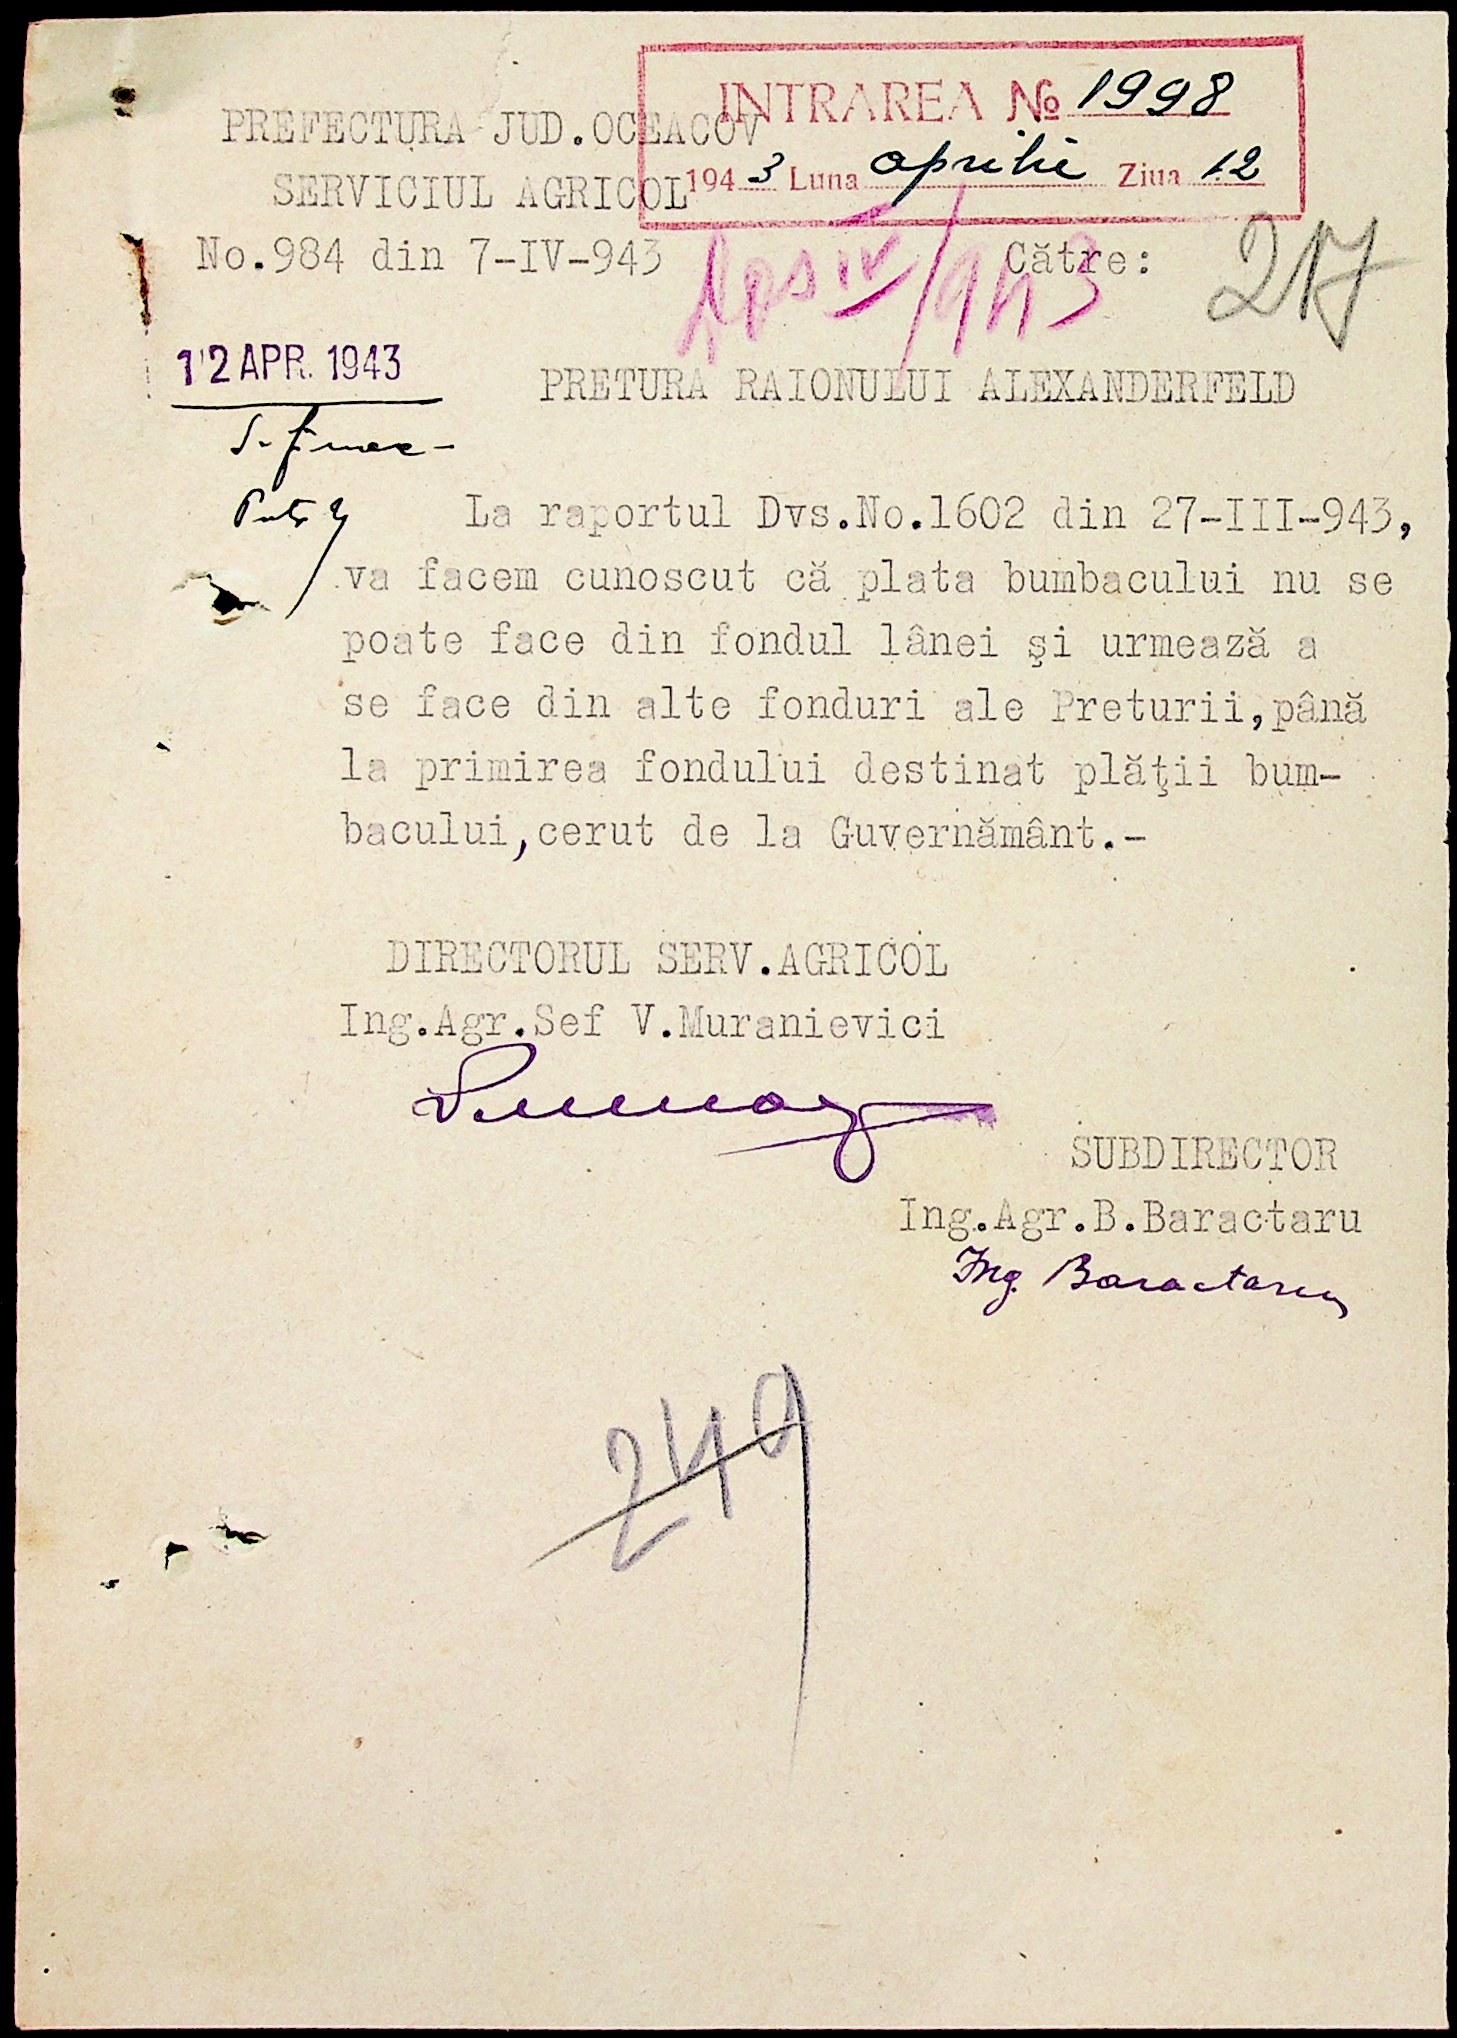 INTRAREA № 1998
PREFECTURA JUD.OCEACOV
1943 Luna aprilie Ziua 12
SERVICIUL AGRICOL
No.984 din 7-IV-943
Către:
217
IV/943
12 APR. 1943
PRETURA RAIONULUI ALEXANDERFELD
La raportul Dvs.No.1602 din 27-III-943,
va facem cunoscut că plata bumbacului nu se
poate face din fondul lânei şi urmează a
se face din alte fonduri ale Preturii,până
la primirea fondului destinat plăţii bum-
bacului,cerut de la Guvernământ.-
DIRECTORUL SERV.AGRICOL
Ing.Agr.Sef V.Muranievici
SUBDIRECTOR
Ing.Agr.B.Baractaru
Ing. Baractaru
249